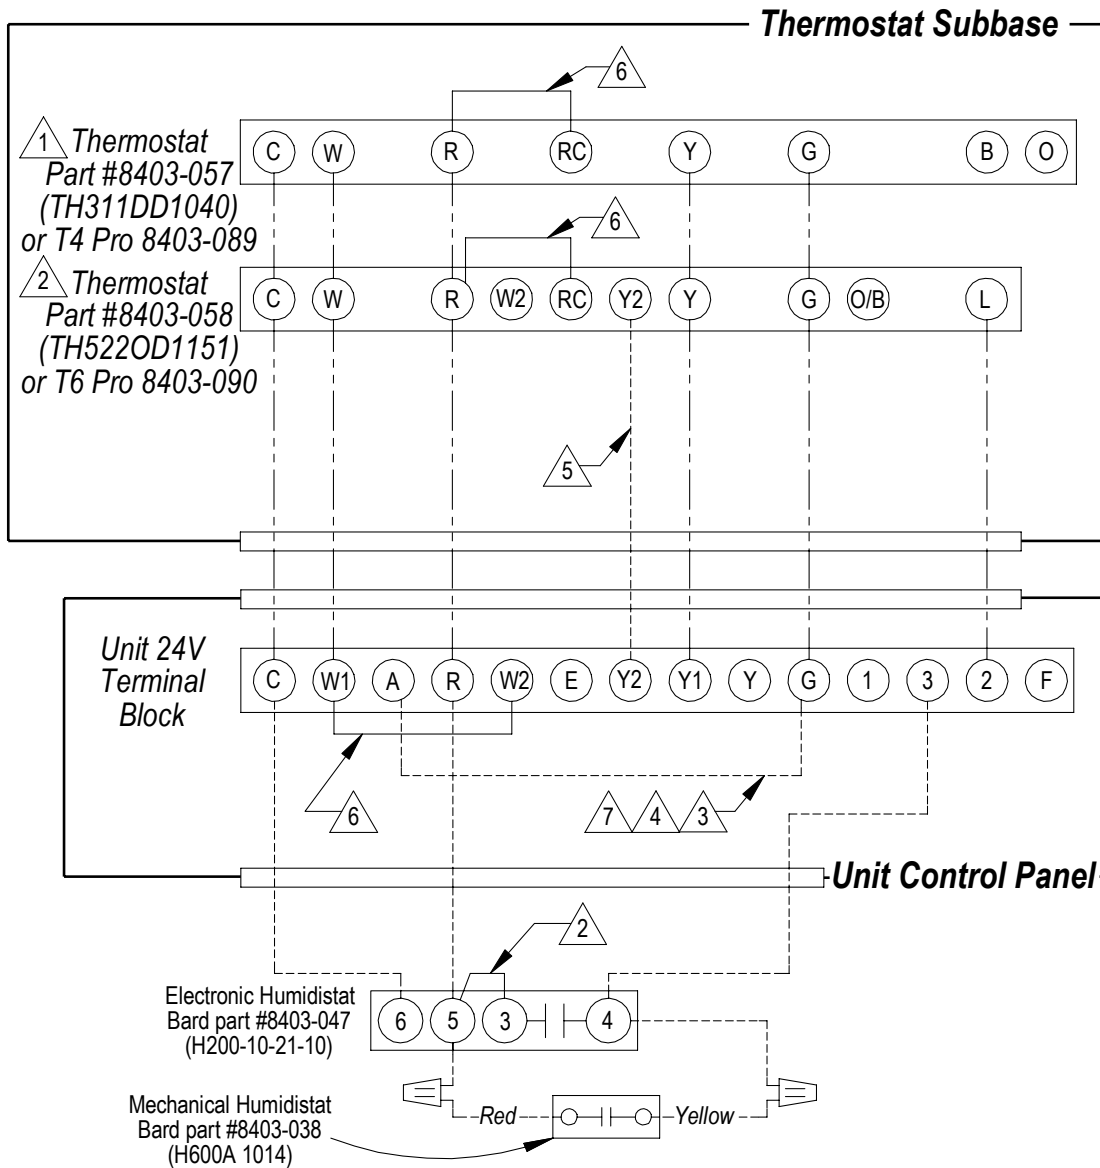 Thermostat Subbase
6
1 Thermostat
Part #8403-057
(TH311DD1040)
or T4 Pro 8403-089
C W R RC Y G B O
6
2 Thermostat
Part #8403-058
(TH522OD1151)
or T6 Pro 8403-090
C W R W2 RC Y2 Y G O/B L
5
Unit 24V
Terminal
Block
C W1 A R W2 E Y2 Y1 Y G 1 3 2 F
6
7 4 3
Unit Control Panel
2
Electronic Humidistat
Bard part #8403-047
(H200-10-21-10)
6 5 3 4
Mechanical Humidistat
Bard part #8403-038
(H600A 1014)
Red
Yellow